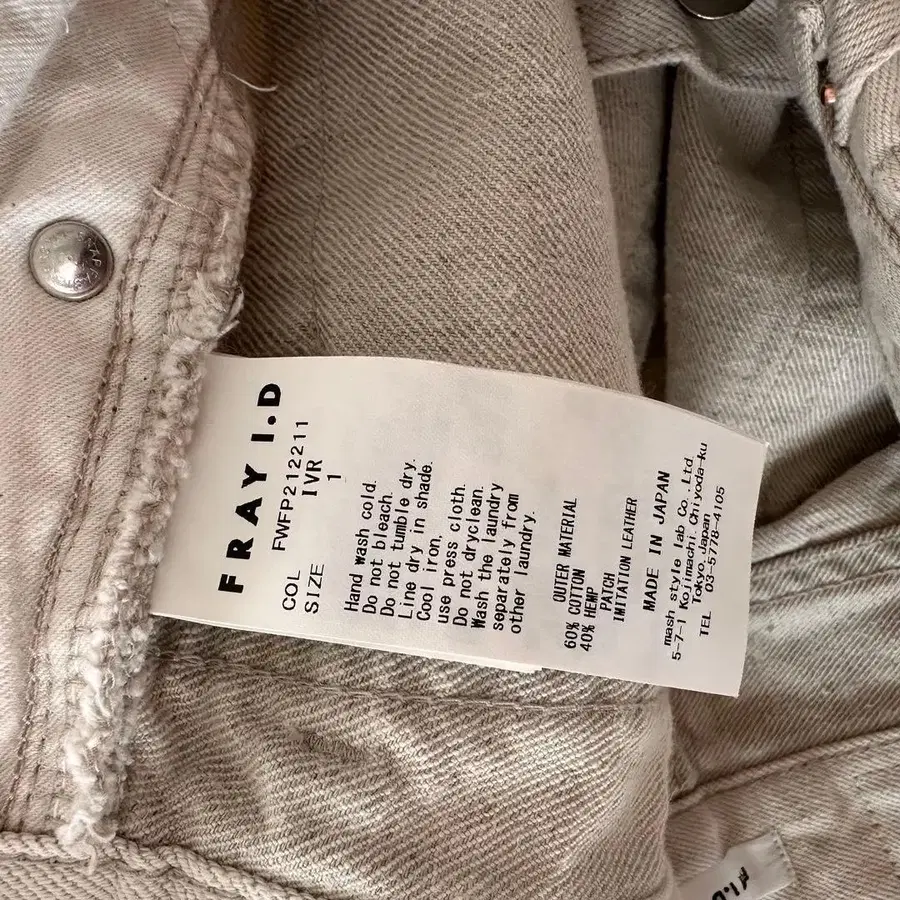 FRAY I.D
FWFP212211
COL IVR
SIZE 1
Hand wash cold.
Do not bleach.
Do not tumble dry.
Line dry in shade.
Cool iron,
use press cloth.
Do not dryclean.
Wash the laundry
separately from
other laundry.
OUTER MATERIAL
60% COTTON
40% HEMP
PATCH
IMITATION LEATHER
MADE IN JAPAN
mash style lab Co.,Ltd.
5-7-1 Kojimachi Chiyoda-ku
Tokyo.Japan
TEL 03-5778-4105